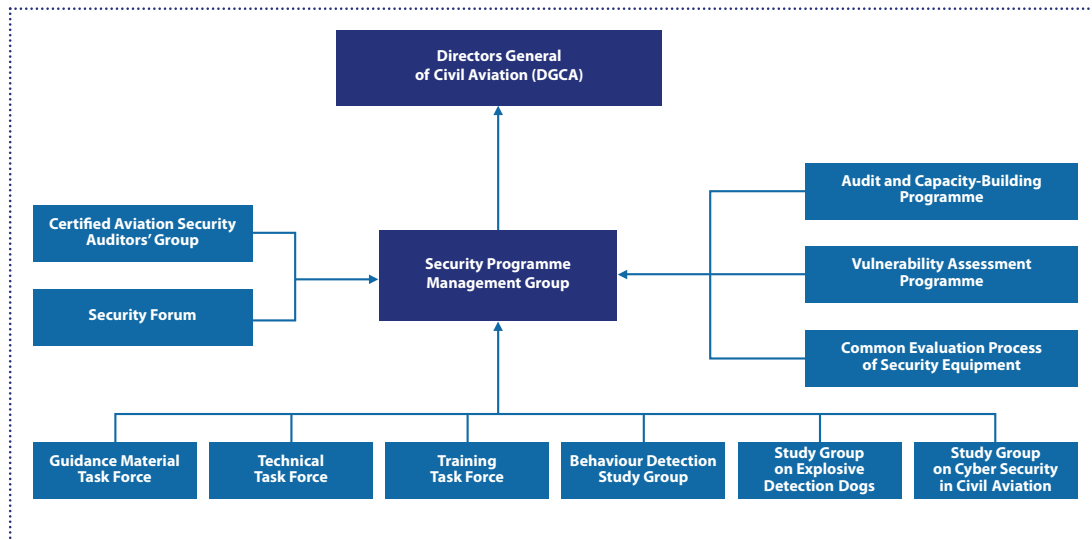 Directors General
of Civil Aviation (DGCA)
Certified Aviation Security
Auditors’ Group
Security Forum
Security Programme
Management Group
Audit and Capacity-Building
Programme
Vulnerability Assessment
Programme
Common Evaluation Process
of Security Equipment
Guidance Material
Task Force
Technical
Task Force
Training
Task Force
Behaviour Detection
Study Group
Study Group
on Explosive
Detection Dogs
Study Group
on Cyber Security
in Civil Aviation